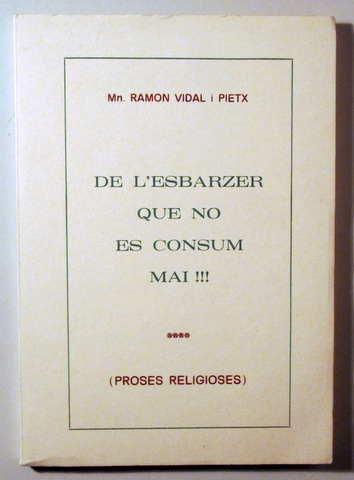 Mn. RAMON VIDAL i PIETX
DE L'ESBARZER
QUE NO
ES CONSUM
MAI !!!
****
(PROSES RELIGIOSES)